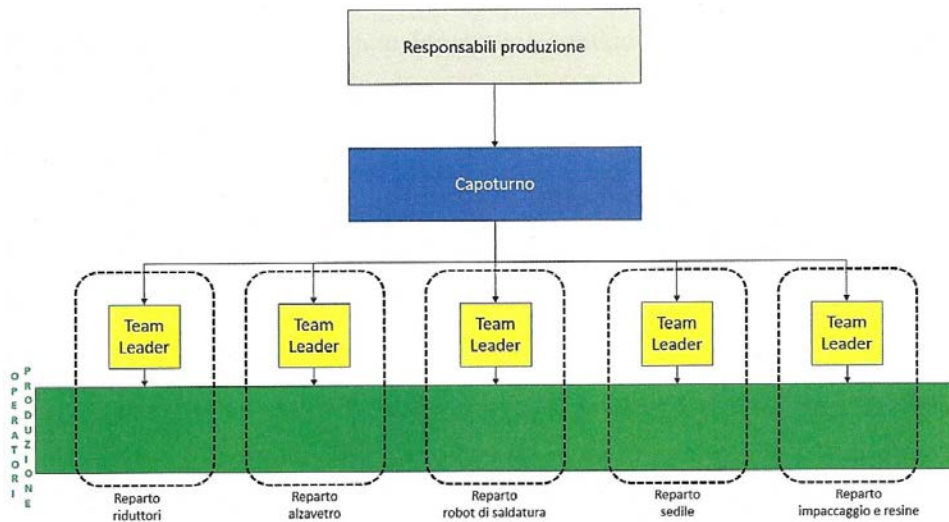 Responsabili produzione
Capoturno
Team
Leader
Team
Leader
Team
Leader
Team
Leader
Team
Leader
OPERATORI
PRODUZIONE
Reparto
riduttori
Reparto
alzavetro
Reparto
robot di saldatura
Reparto
sedile
Reparto
impaccaggio e resine